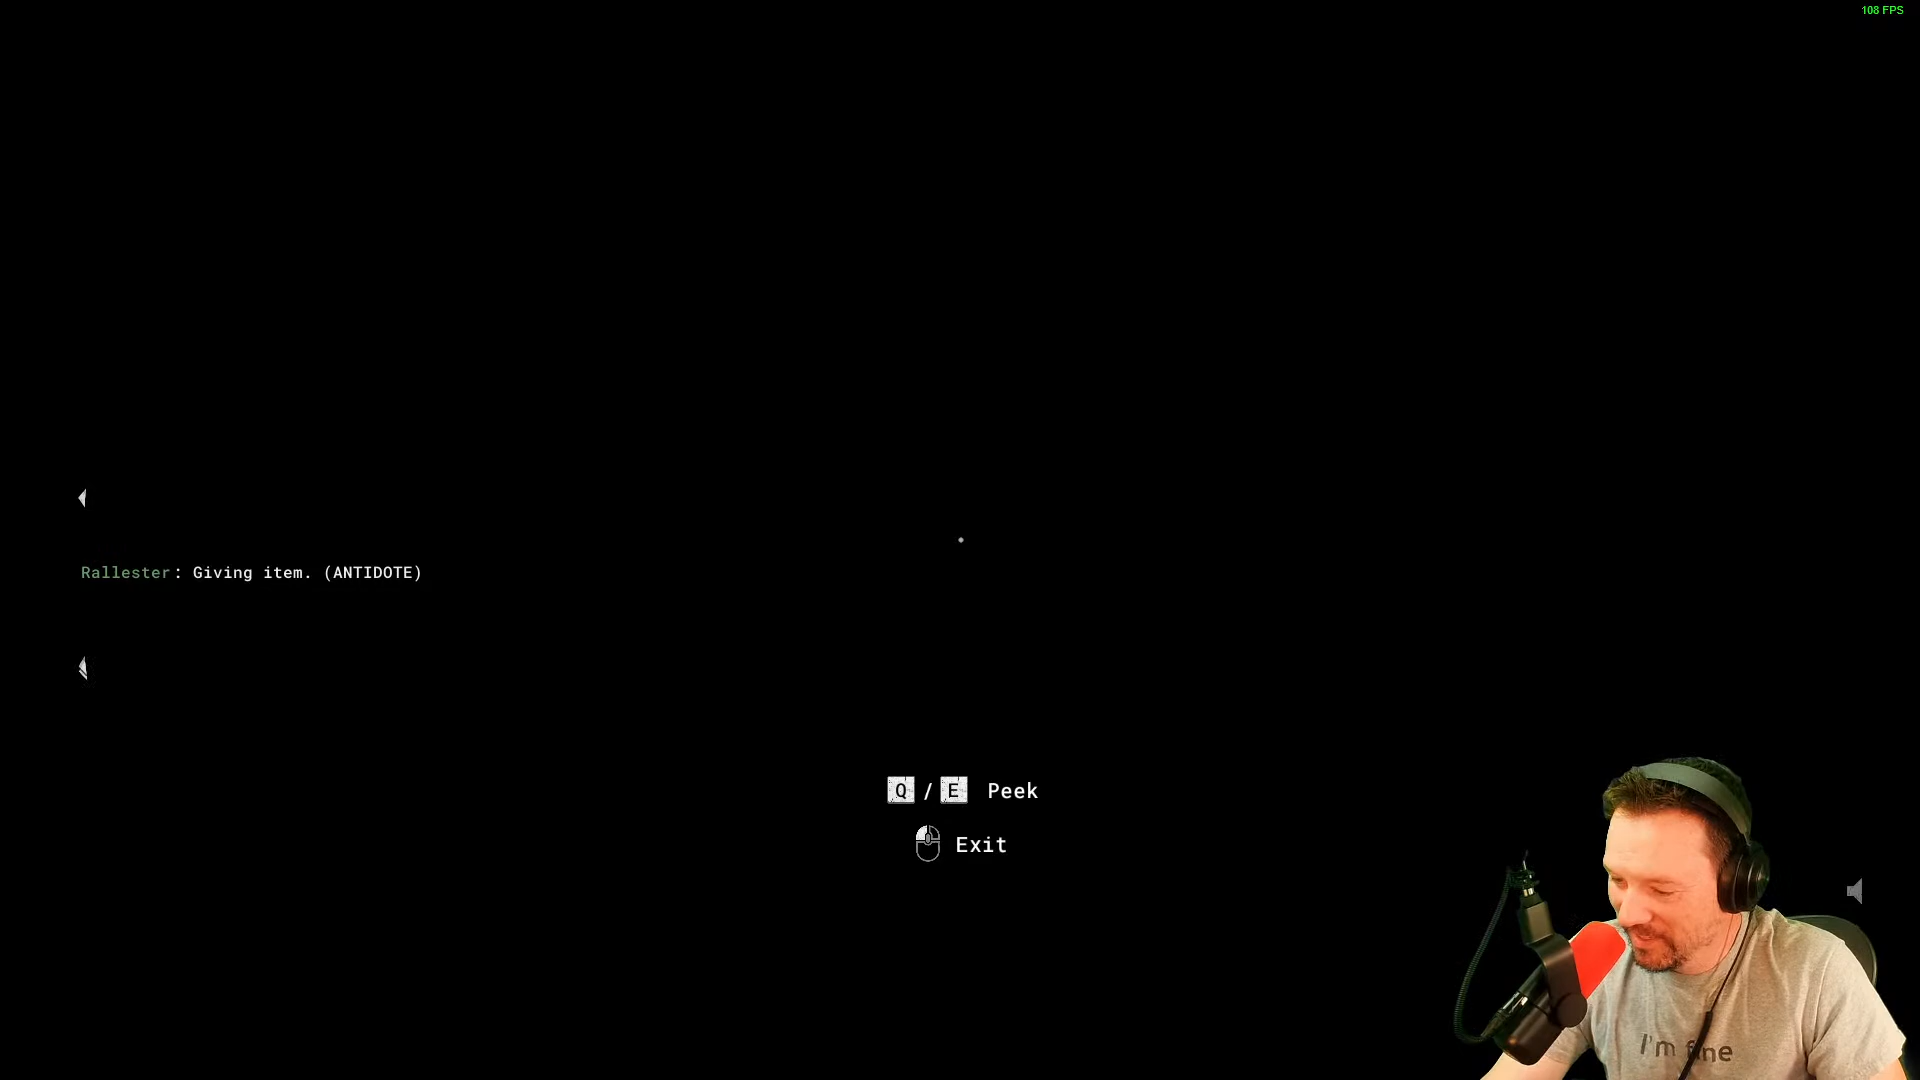 108 FPS
Rallester: Giving item. (ANTIDOTE)
Q / E Peek
Exit
I'm fine